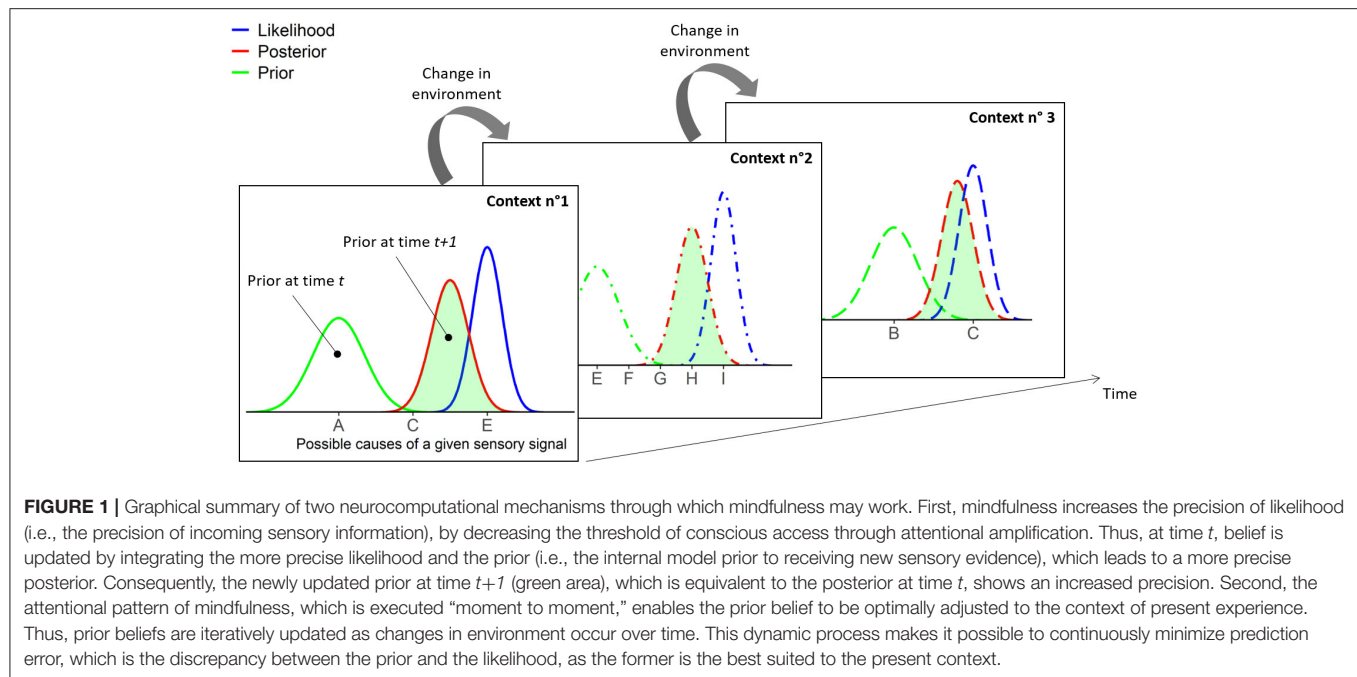 Likelihood
Posterior
Prior
Change in
environment
Change in
environment
Context n° 3
B C
Context n°2
E F G H I
Context n°1
Prior at time t+1
Prior at time t
A C E
Possible causes of a given sensory signal
Time
FIGURE 1 | Graphical summary of two neurocomputational mechanisms through which mindfulness may work. First, mindfulness increases the precision of likelihood
(i.e., the precision of incoming sensory information), by decreasing the threshold of conscious access through attentional amplification. Thus, at time t, belief is
updated by integrating the more precise likelihood and the prior (i.e., the internal model prior to receiving new sensory evidence), which leads to a more precise
posterior. Consequently, the newly updated prior at time t+1 (green area), which is equivalent to the posterior at time t, shows an increased precision. Second, the
attentional pattern of mindfulness, which is executed “moment to moment,” enables the prior belief to be optimally adjusted to the context of present experience.
Thus, prior beliefs are iteratively updated as changes in environment occur over time. This dynamic process makes it possible to continuously minimize prediction
error, which is the discrepancy between the prior and the likelihood, as the former is the best suited to the present context.